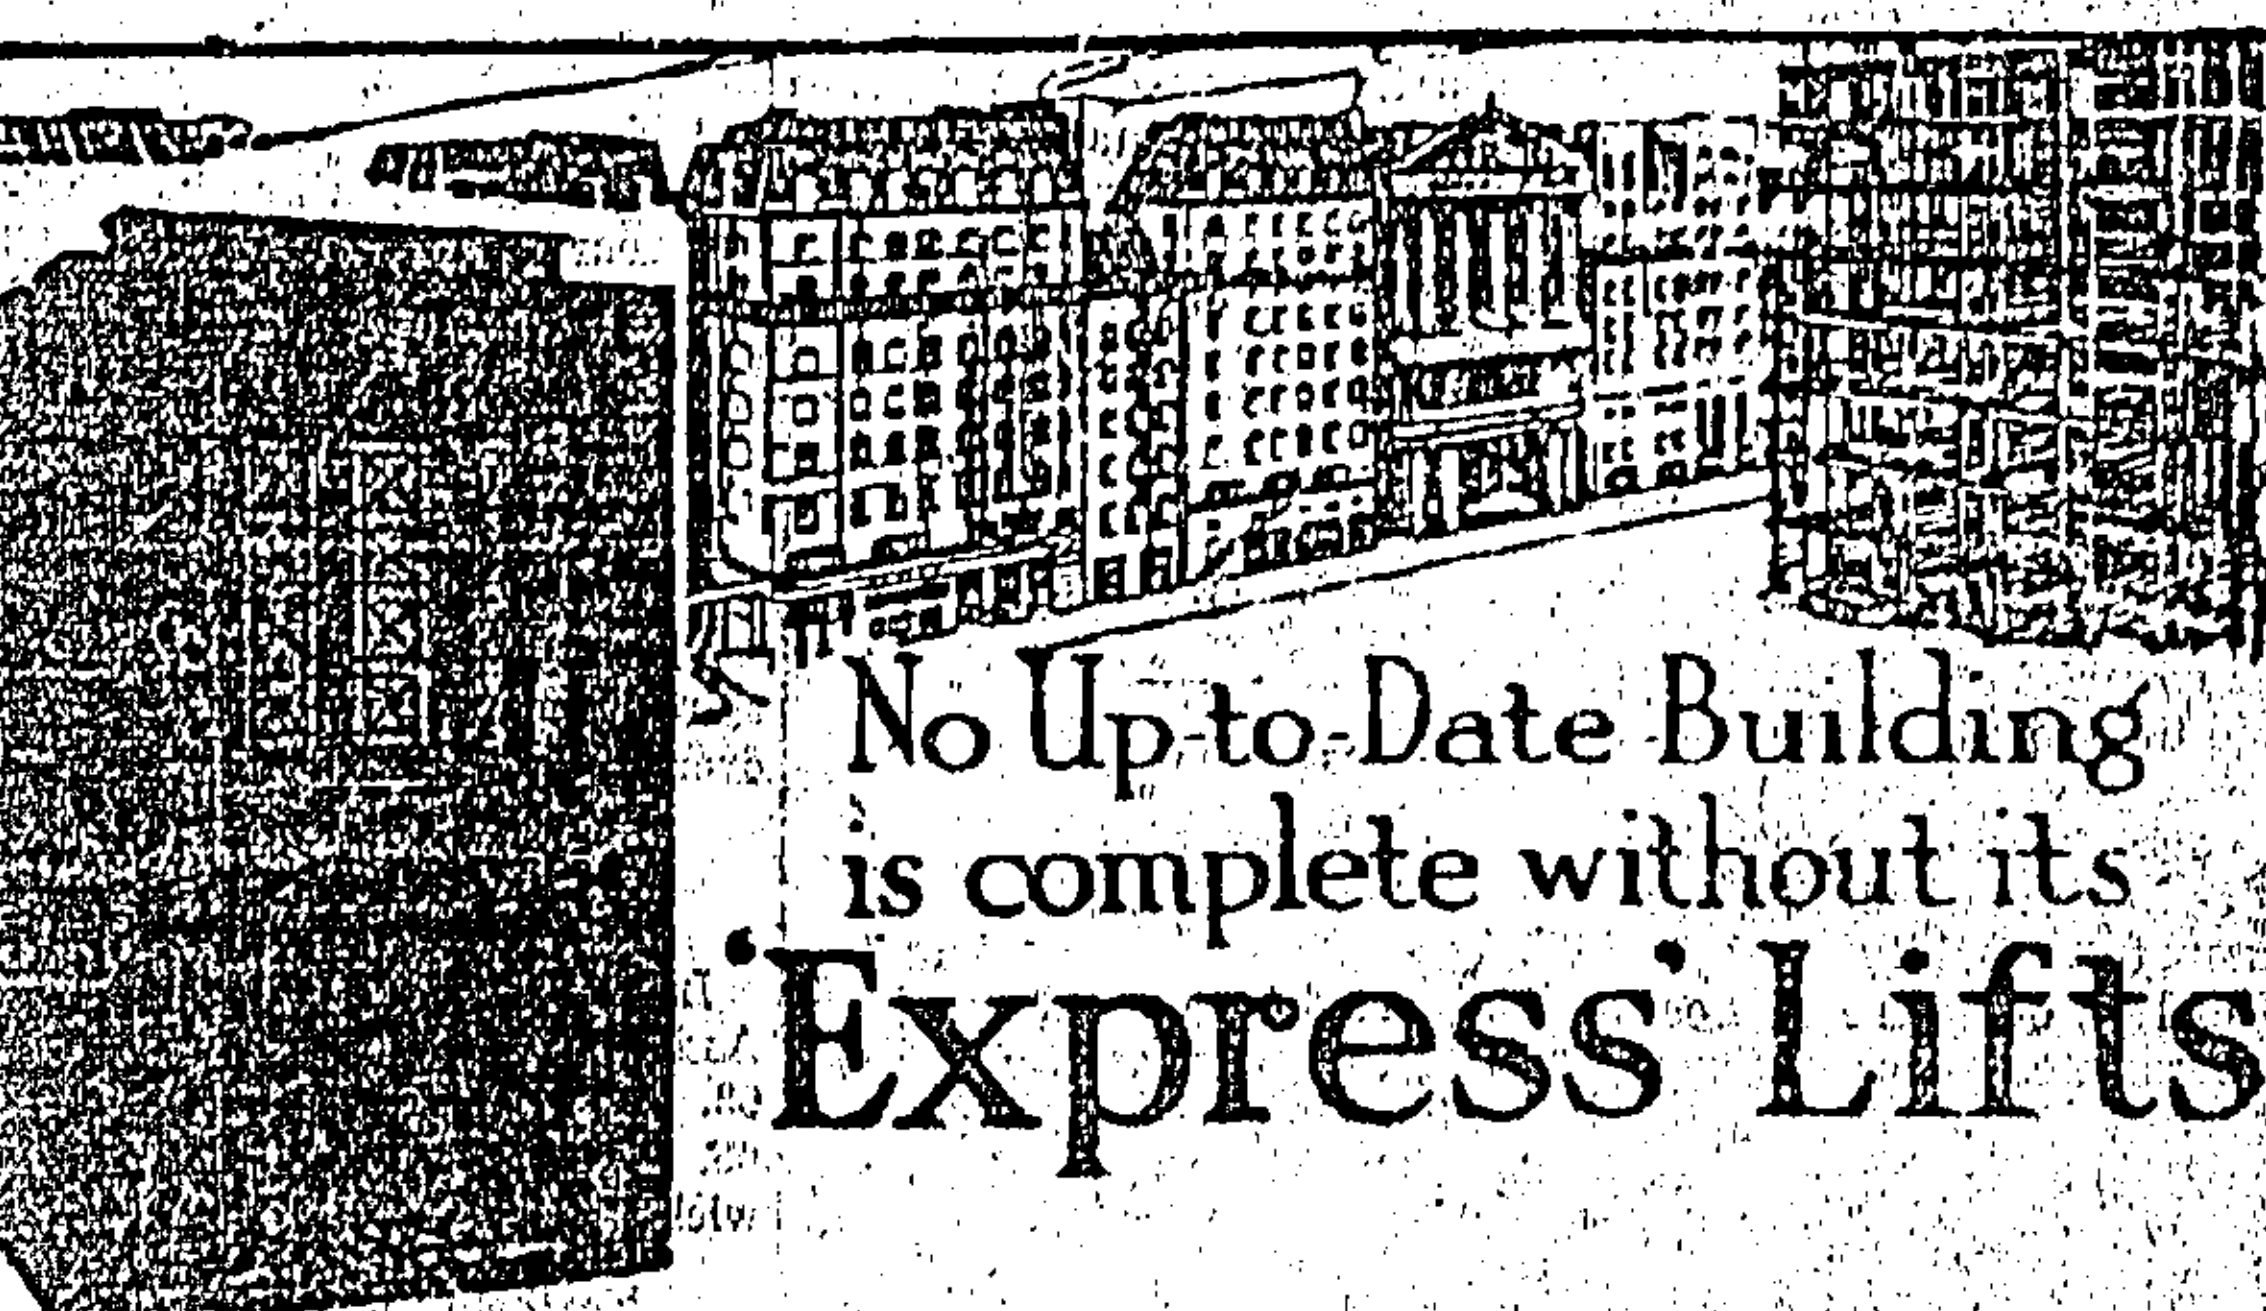 No Up-to-Date Building
is complete without its
'Express' Lifts